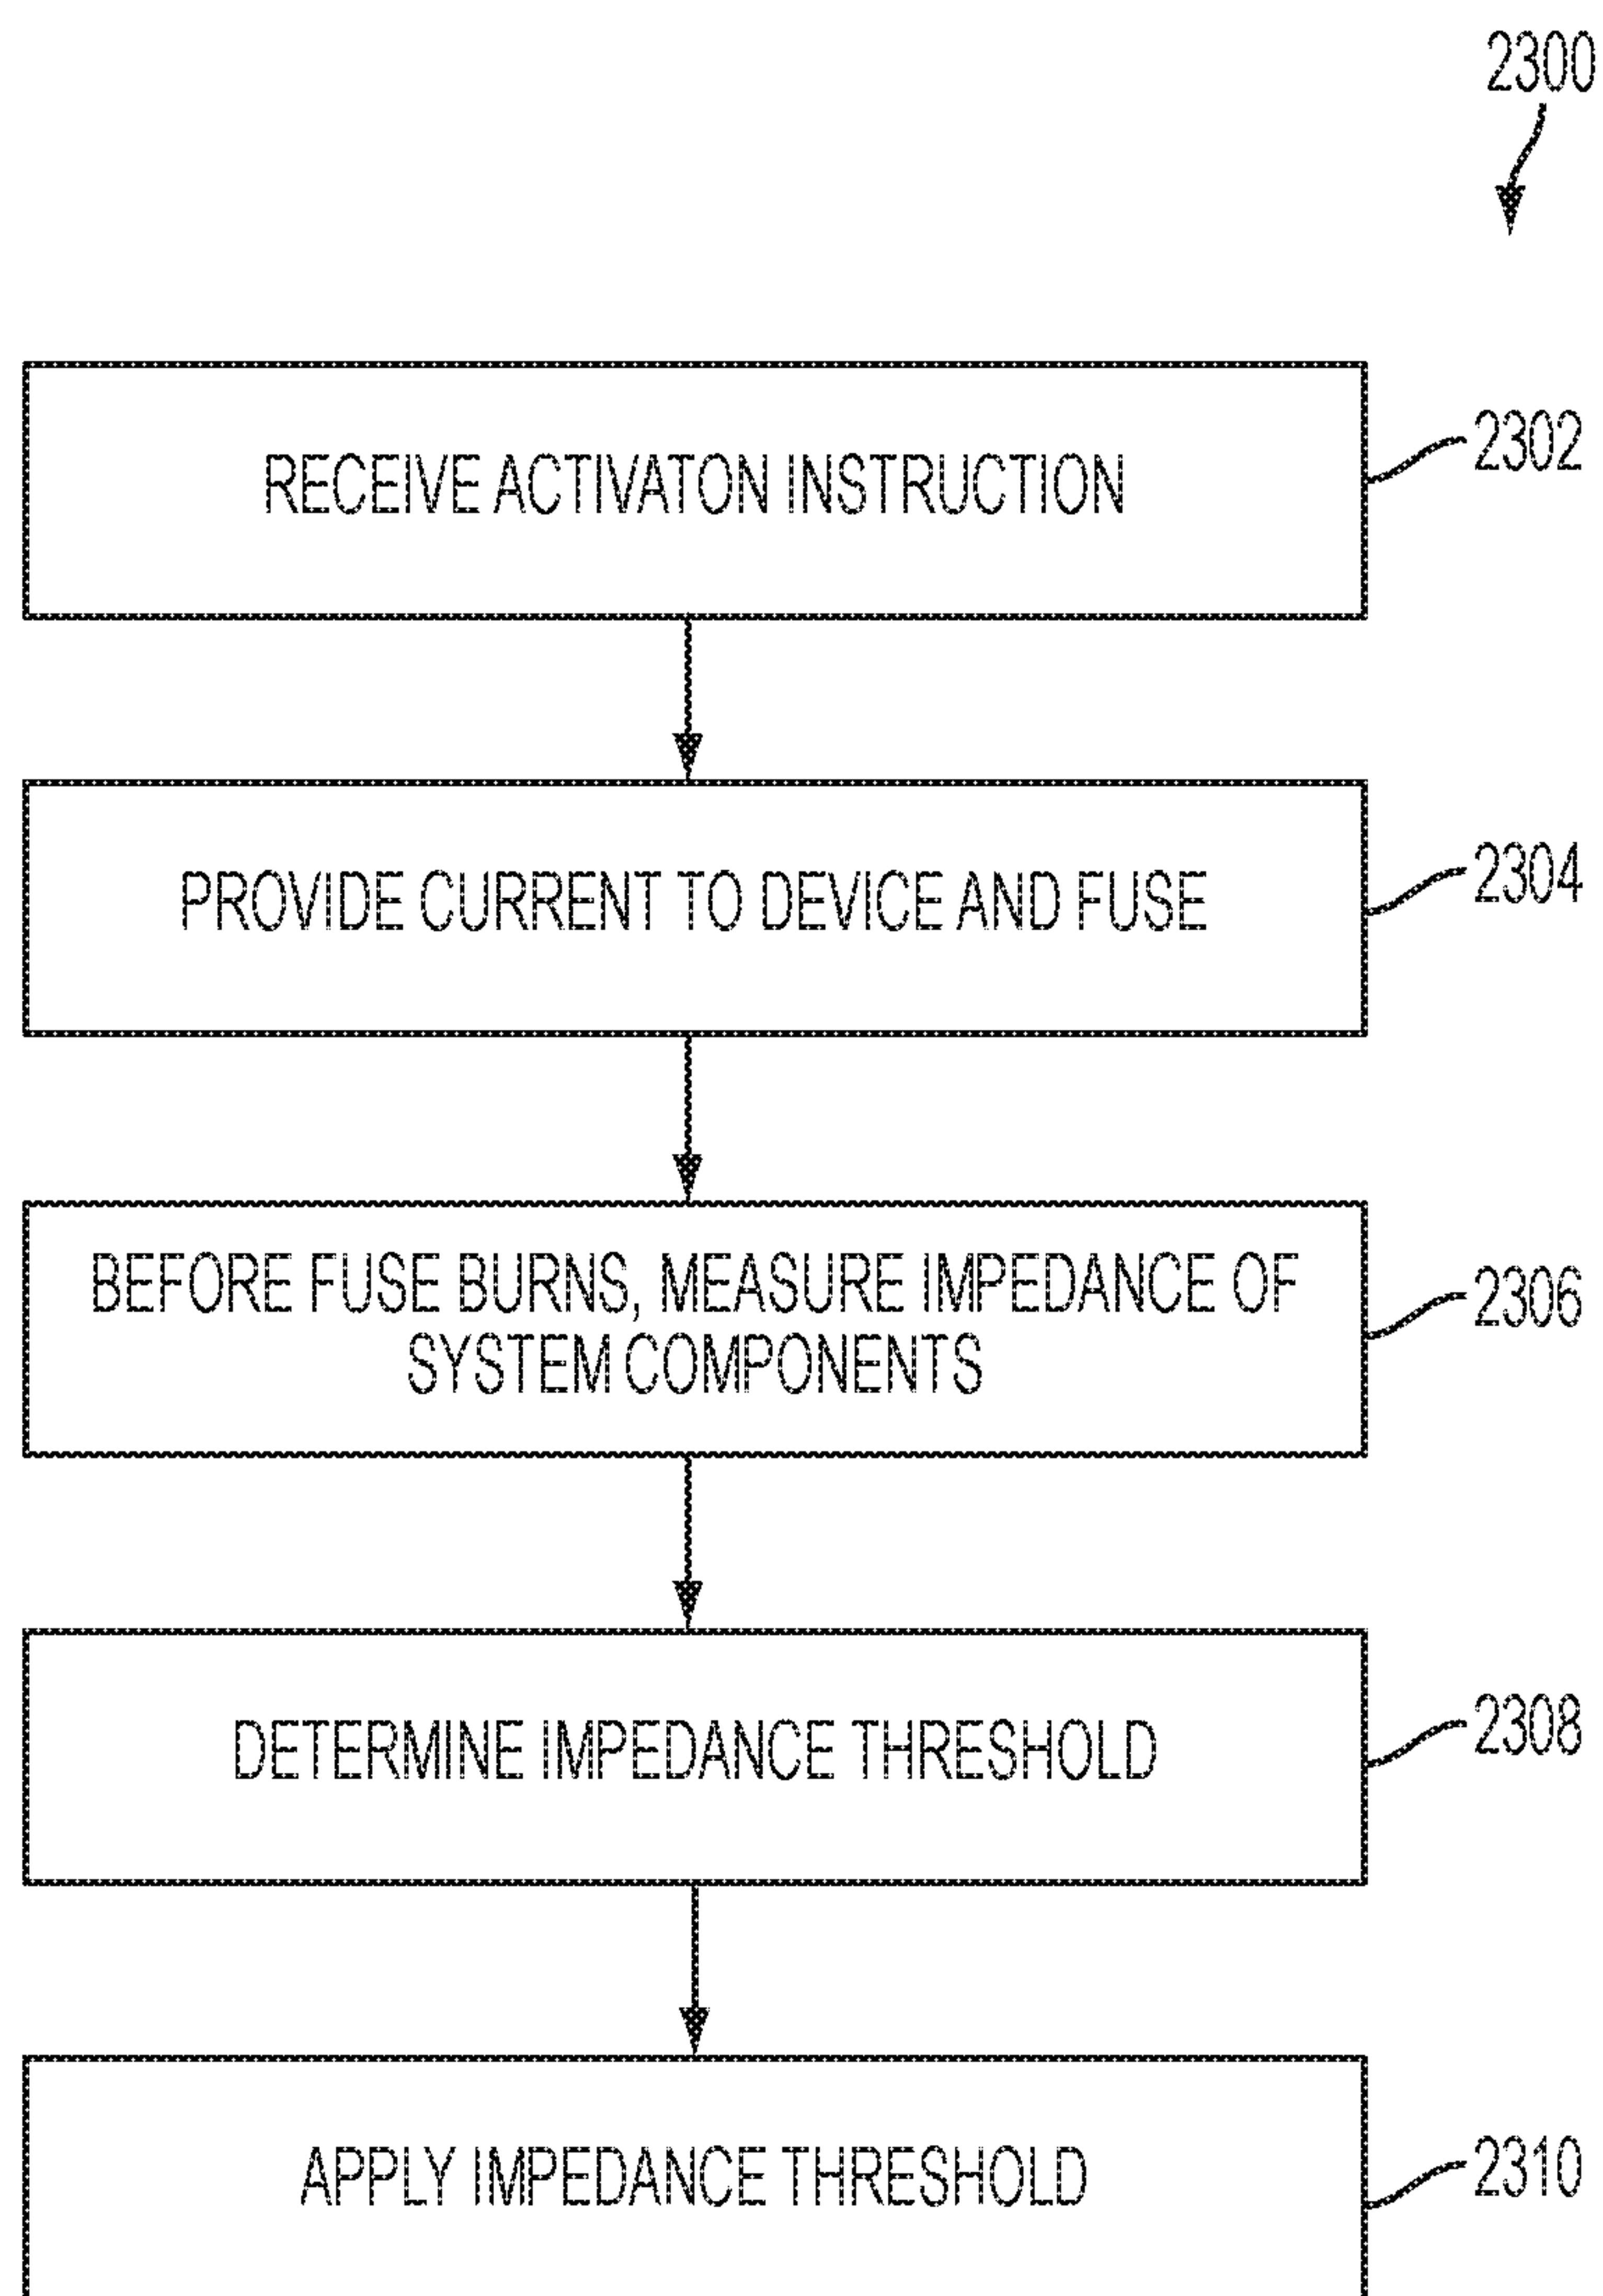 2300
RECEIVE ACTIVATON INSTRUCTION
2302
PROVIDE CURRENT TO DEVICE AND FUSE
2304
BEFORE FUSE BURNS, MEASURE IMPEDANCE OF
SYSTEM COMPONENTS
2306
DETERMINE IMPEDANCE THRESHOLD
2308
APPLY IMPEDANCE THRESHOLD
2310